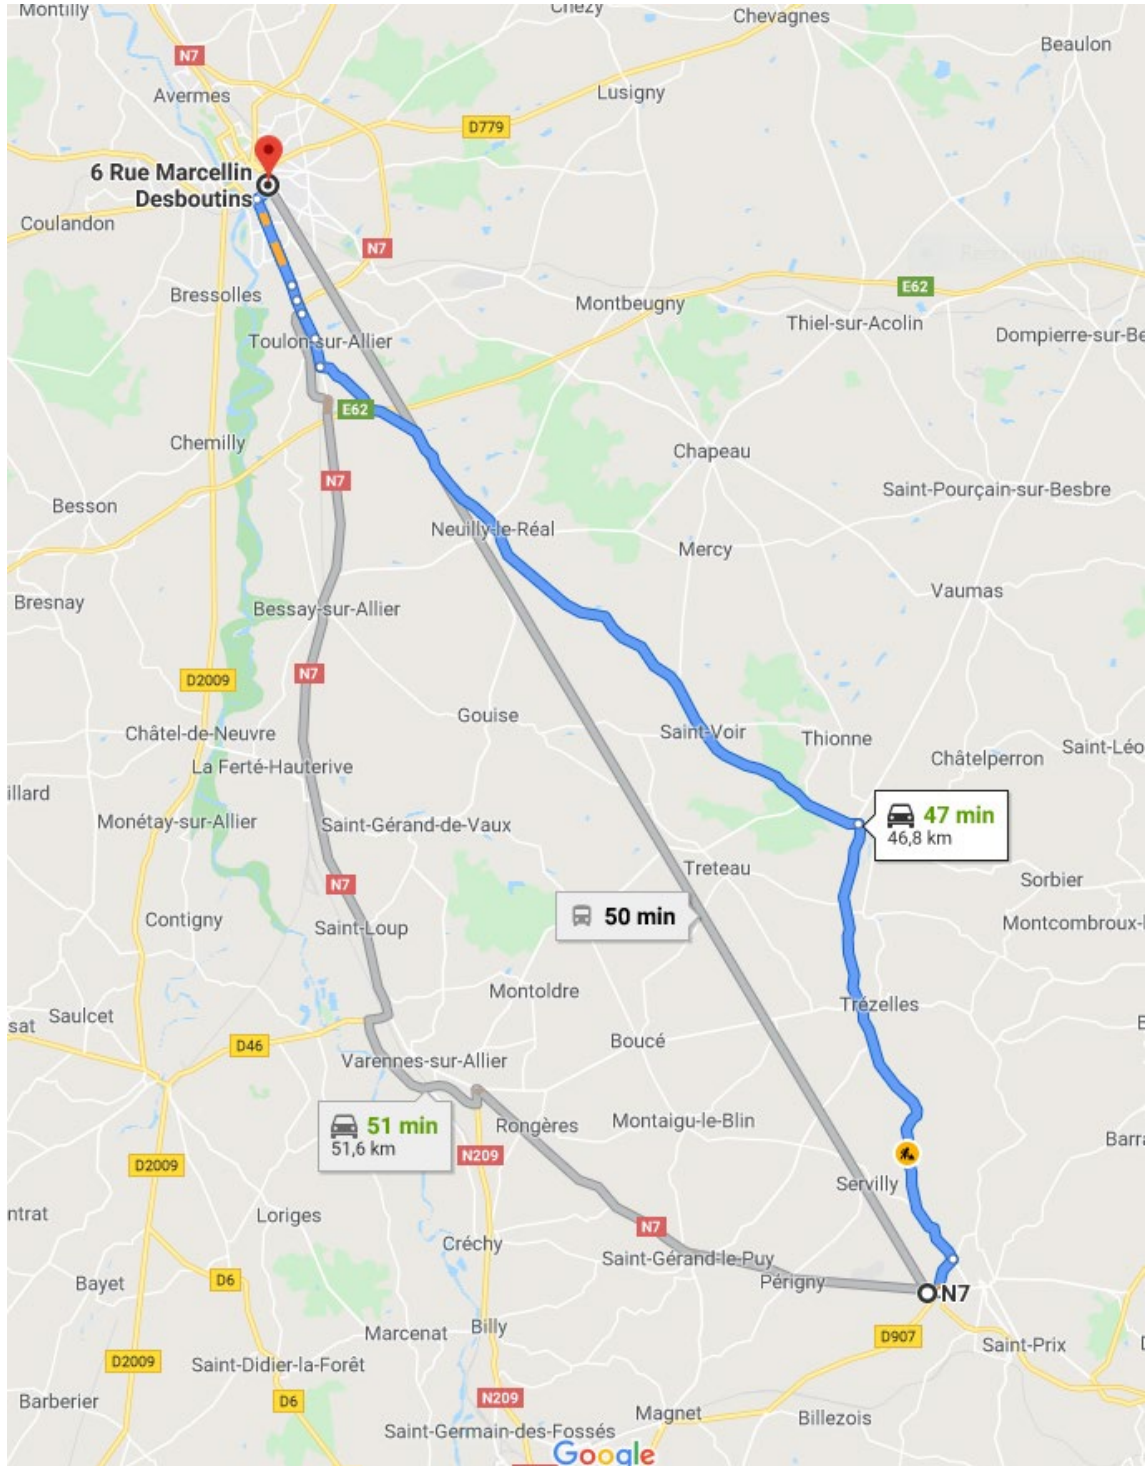 Montilly
Chézy
Chevagnes
N7
Beaulon
Avermes
Lusigny
D779
6 Rue Marcellin
Desboutins
Coulandon
N7
E62
Bressolles
Montbeugny
Thiel-sur-Acolin
Dompierre-sur-Be
Toulon-sur-Allier
E62
Chemilly
Chapeau
N7
Saint-Pourçain-sur-Besbre
Besson
Neuilly-le-Réal
Mercy
Vaumas
Bresnay
Bessay-sur-Allier
N7
D2009
Gouise
Saint-Voir
Thionne
Châtel-de-Neuvre
Saint-Léo
Châtelperron
La Ferté-Hauterive
illard
47 min
46,8 km
Monétay-sur-Allier
Saint-Gérand-de-Vaux
Treteau
Sorbier
N7
50 min
Contigny
Saint-Loup
Montcombroux-l
Montoldre
Trézelles
Saulcet
sat
D46
Boucé
Varennes-sur-Allier
51 min
51,6 km
Rongères
Montaigu-le-Blin
Barra
N209
D2009
Servilly
ntrat
Loriges
N7
Créchy
Saint-Gérand-le-Puy
Bayet
D6
Périgny
N7
Marcenat
Billy
D907
Saint-Prix
D2009
Saint-Didier-la-Forêt
Barberier
D6
N209
Magnet
Billezois
Saint-Germain-des-Fossés
Google